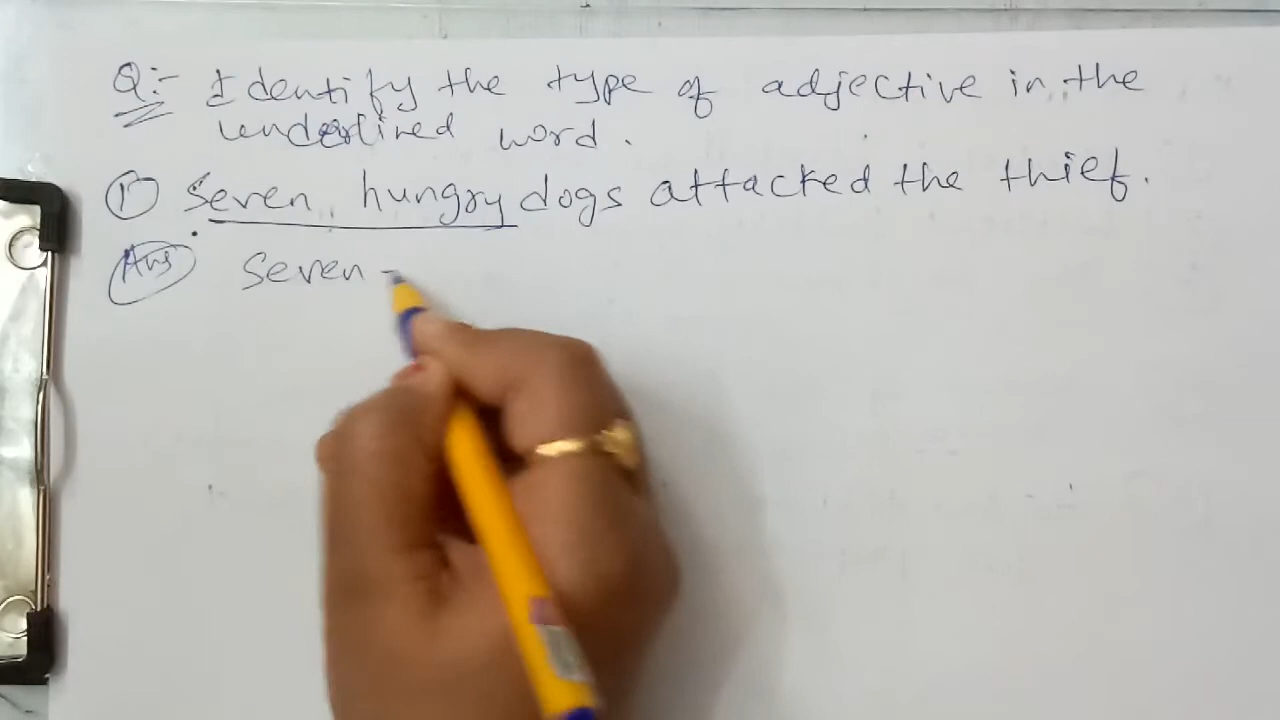 Q:- Identify the type of adjective in the
underlined word.
① Seven hungry dogs attacked the thief.
Ans Seven -